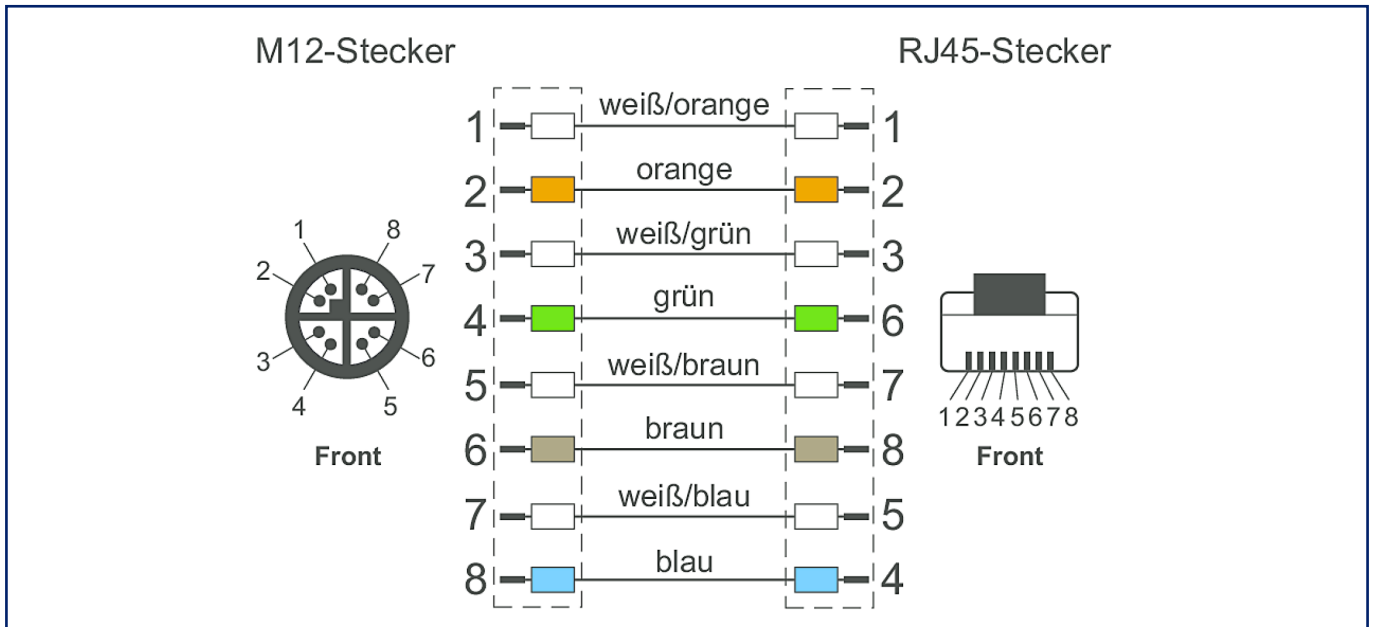 M12-Stecker RJ45-Stecker
weiß/orange
1 1
orange
2 2
weiß/grün
3 3
grün
4 6
weiß/braun
5 7
braun
6 8
weiß/blau
7 5
blau
8 4
1 8
2 7
3 6
4 5
Front
12345678
Front